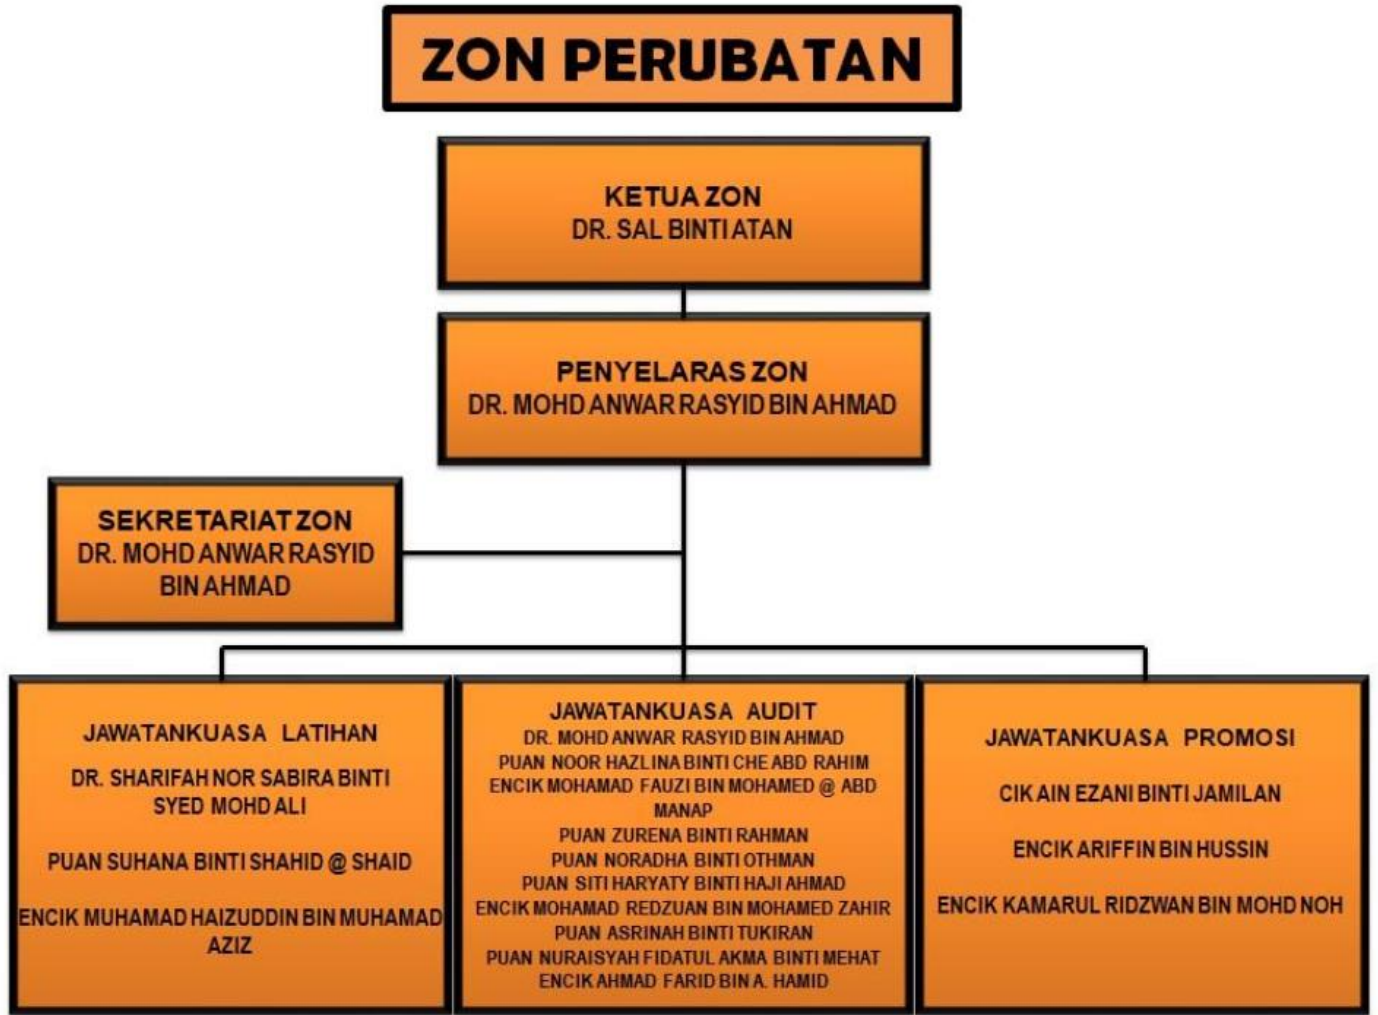 ZON PERUBATAN
KETUA ZON
DR. SAL BINTI ATAN
PENYELARAS ZON
DR. MOHD ANWAR RASYID BIN AHMAD
SEKRETARIAT ZON
DR. MOHD ANWAR RASYID
BIN AHMAD
JAWATANKUASA LATIHAN
DR. SHARIFAH NOR SABIRA BINTI
SYED MOHD ALI
PUAN SUHANA BINTI SHAHID @ SHAID
ENCIK MUHAMAD HAIZUDDIN BIN MUHAMAD
AZIZ
JAWATANKUASA AUDIT
DR. MOHD ANWAR RASYID BIN AHMAD
PUAN NOOR HAZLINA BINTI CHE ABD RAHIM
ENCIK MOHAMAD FAUZI BIN MOHAMED @ ABD
MANAP
PUAN ZURENA BINTI RAHMAN
PUAN NORADHA BINTI OTHMAN
PUAN SITI HARYATY BINTI HAJI AHMAD
ENCIK MOHAMAD REDZUAN BIN MOHAMED ZAHIR
PUAN ASRINAH BINTI TUKIRAN
PUAN NURAISYAH FIDATUL AKMA BINTI MEHAT
ENCIK AHMAD FARID BIN A. HAMID
JAWATANKUASA PROMOSI
CIK AIN EZANI BINTI JAMILAN
ENCIK ARIFFIN BIN HUSSIN
ENCIK KAMARUL RIDZWAN BIN MOHD NOH